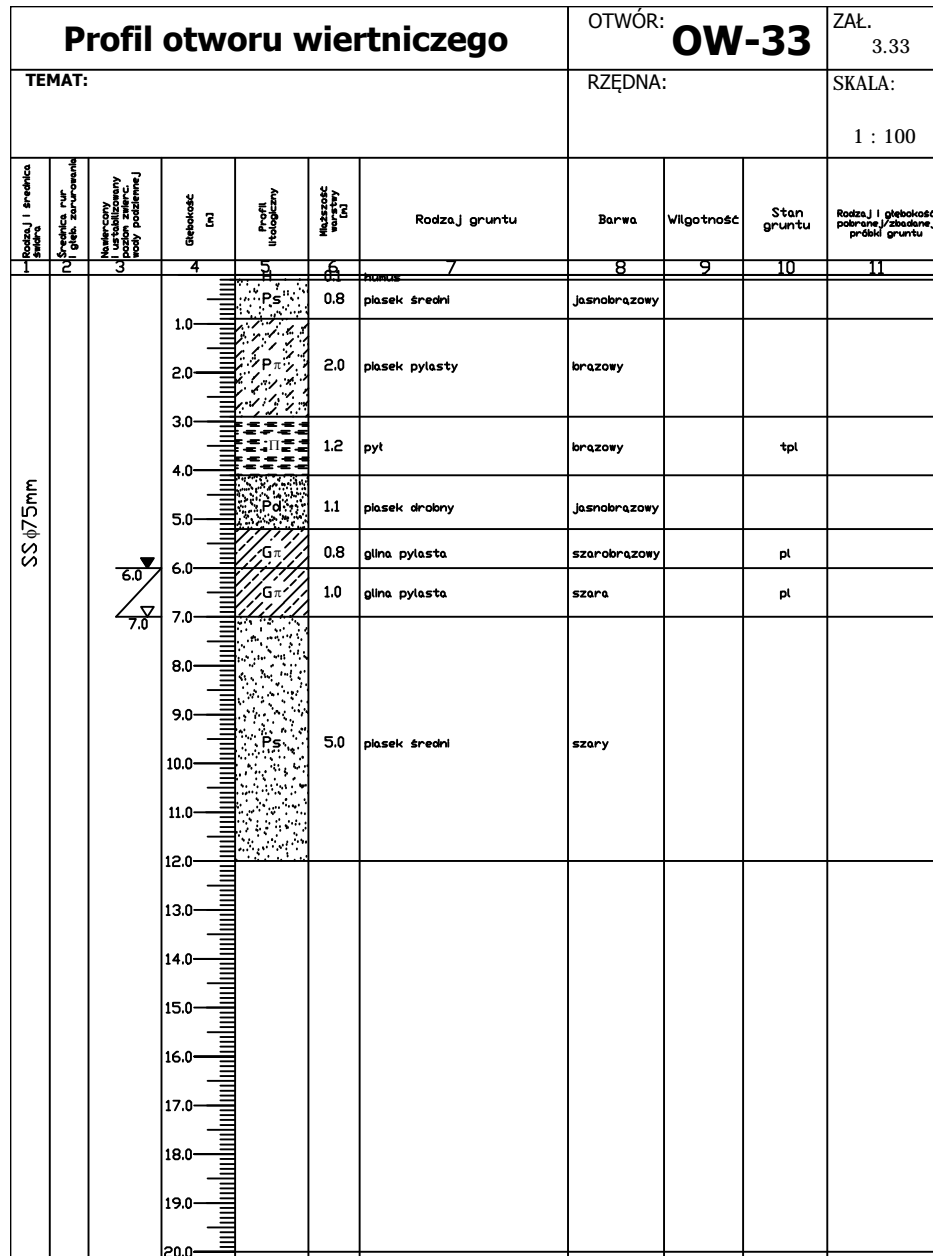 Profil otworu wiertniczego
OTWÓR: OW-33
ZAŁ. 3.33
TEMAT:
RZĘDNA:
SKALA:
1 : 100
Rodzaj i średnica świdra
Średnica rur i głęb. zarurowania
Nawiercony i ustabilizowany poziom zwierc. wody podziemnej
Głębokość [m]
Profil litologiczny
Miąższość warstwy [m]
Rodzaj gruntu
Barwa
Wilgotność
Stan gruntu
Rodzaj i głębokość pobranej/zbadanej próbki gruntu
1 2 3 4 5 6 7 8 9 10 11
H 0.1 humus
Ps 0.8 piasek średni jasnobrązowy
1.0
Pπ 2.0 piasek pylasty brązowy
2.0
3.0
Π 1.2 pył brązowy tpl
4.0
Pd 1.1 piasek drobny jasnobrązowy
5.0
Gπ 0.8 glina pylasta szarobrązowy pl
SSφ75mm
6.0 6.0
Gπ 1.0 glina pylasta szara pl
7.0 7.0
8.0
9.0
Ps 5.0 piasek średni szary
10.0
11.0
12.0
13.0
14.0
15.0
16.0
17.0
18.0
19.0
20.0